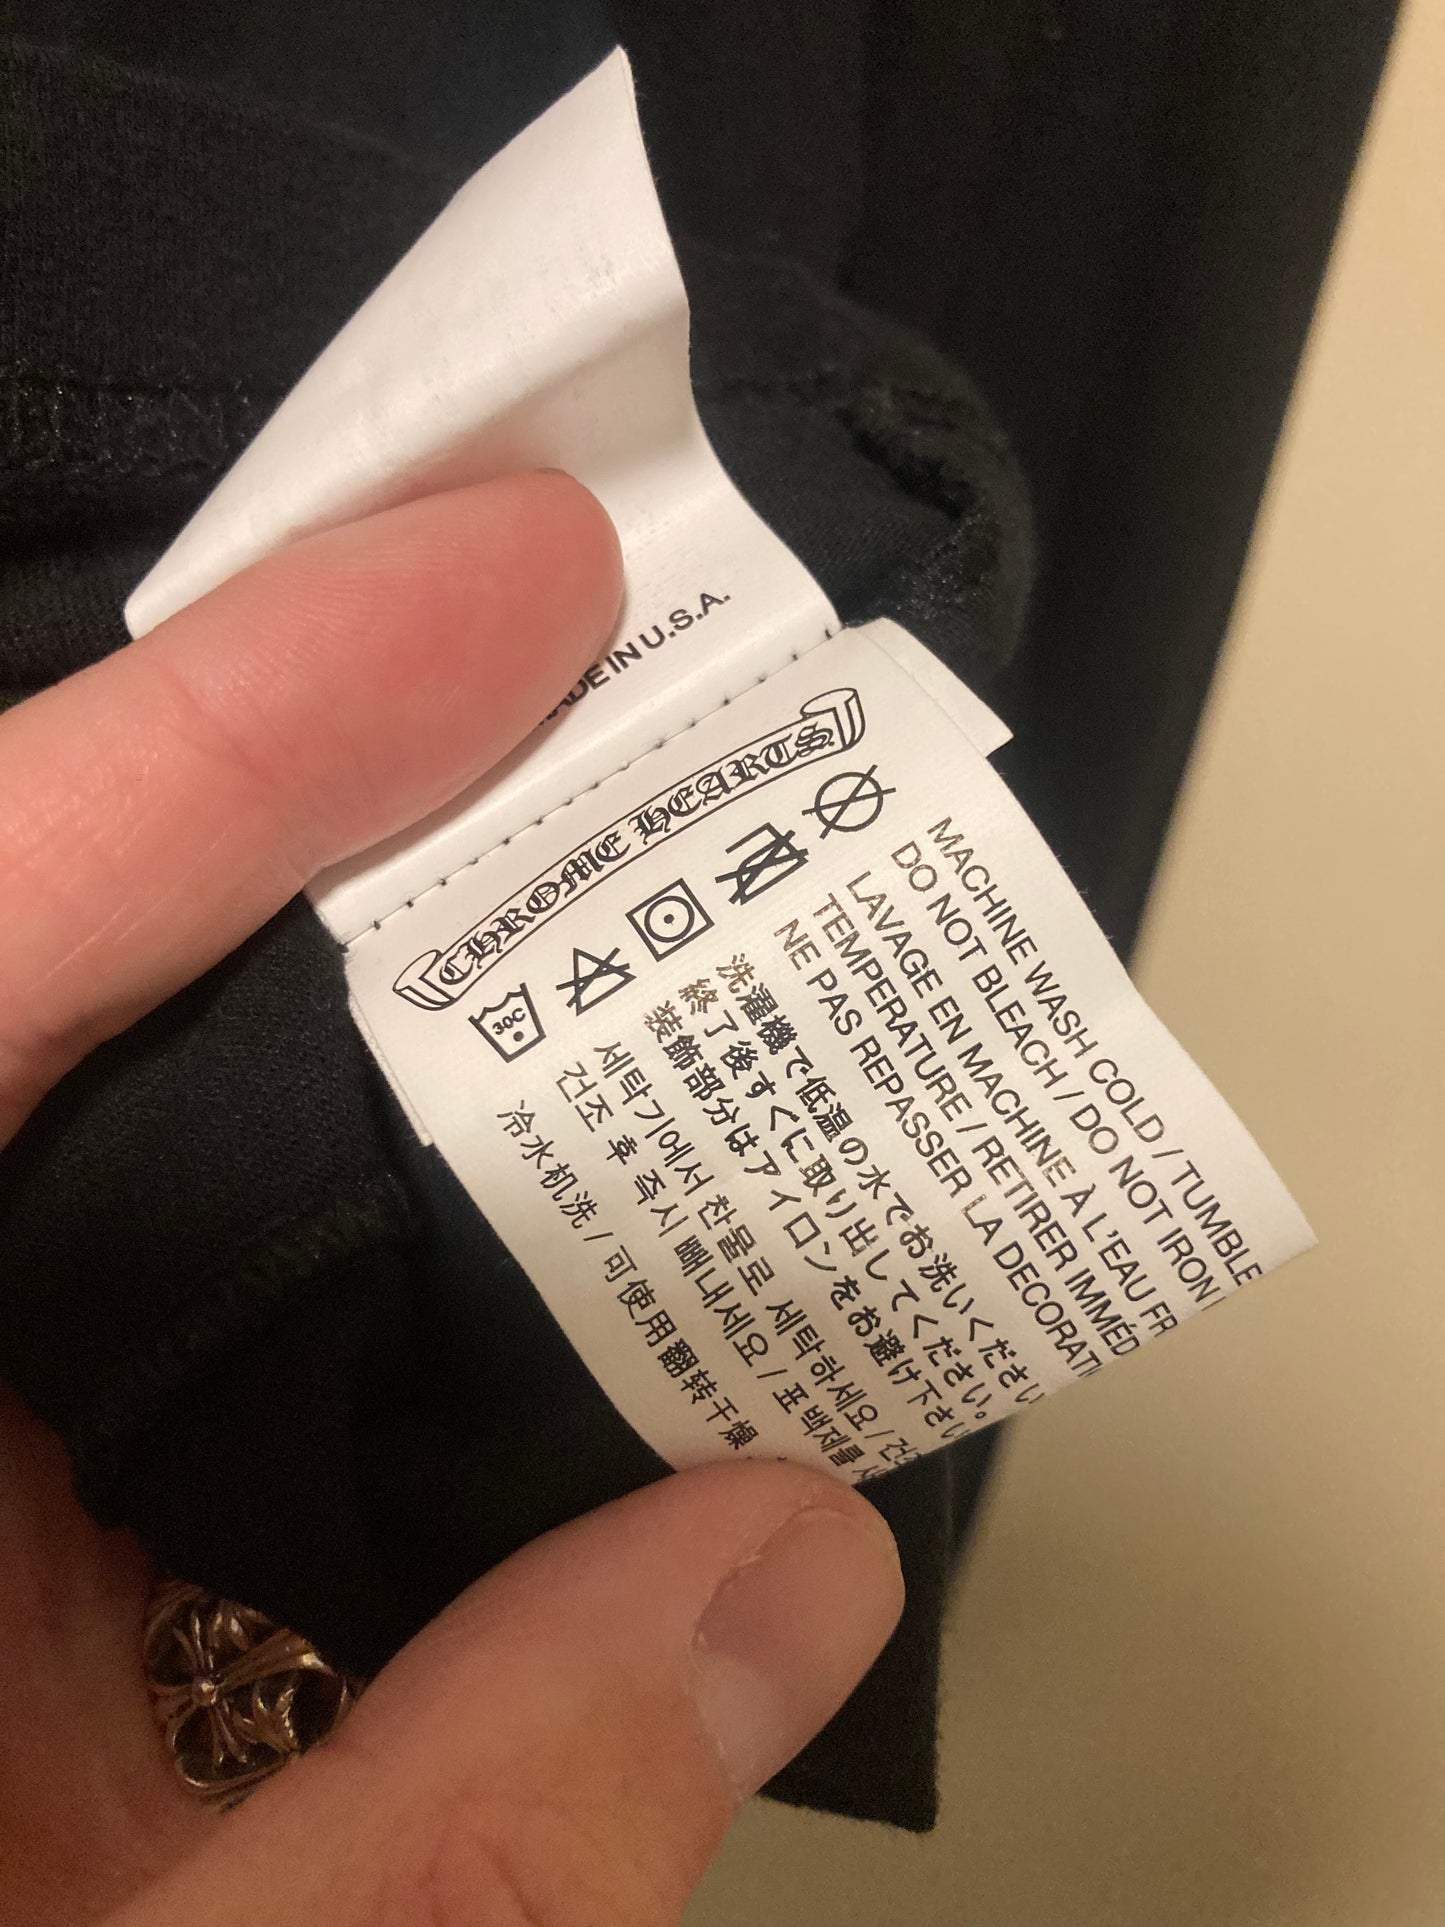 MADE IN U.S.A.
CHROME HEARTS
30C
MACHINE WASH COLD / TUMBLE
DO NOT BLEACH / DO NOT IRON
LAVAGE EN MACHINE À L'EAU FR
TEMPERATURE / RETIRER IMMÉD
NE PAS REPASSER LA DECORATI
洗濯機で低温の水でお洗いください
終了後すぐに取り出してください。
装飾部分はアイロンをお避け下さい
세탁기에서 찬물로 세탁하세요 / 건조
건조 후 즉시 빼내세요 / 표백제를
冷水机洗 / 可使用翻转干燥